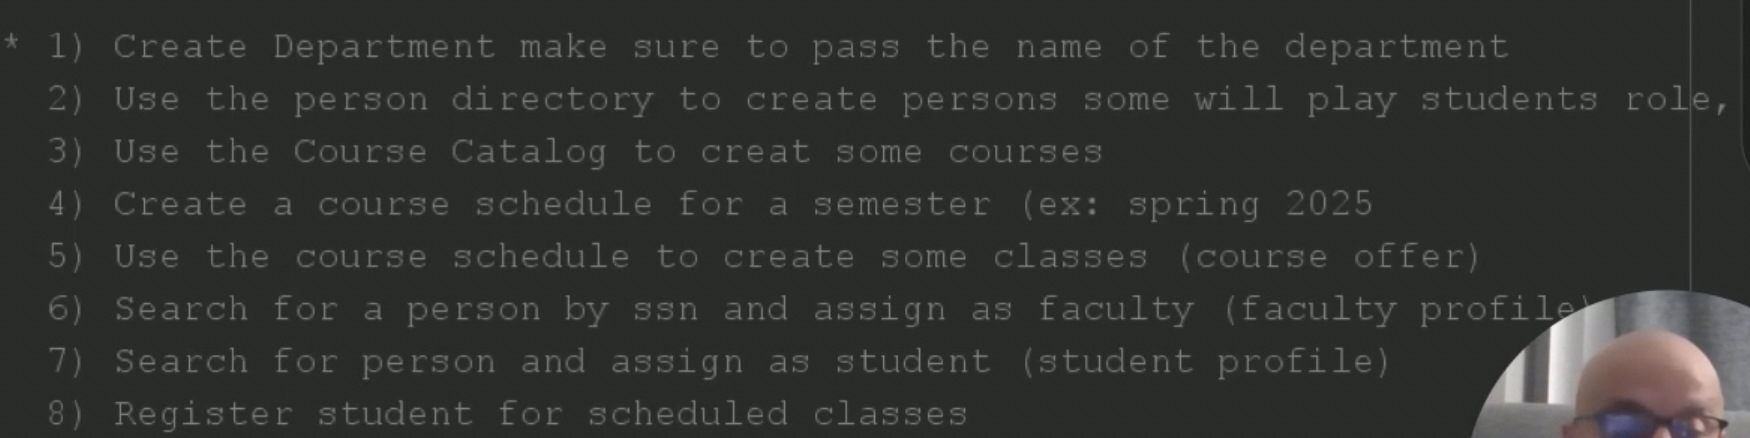 * 1) Create Department make sure to pass the name of the department
2) Use the person directory to create persons some will play students role,
3) Use the Course Catalog to creat some courses
4) Create a course schedule for a semester (ex: spring 2025
5) Use the course schedule to create some classes (course offer)
6) Search for a person by ssn and assign as faculty (faculty profile)
7) Search for person and assign as student (student profile)
8) Register student for scheduled classes